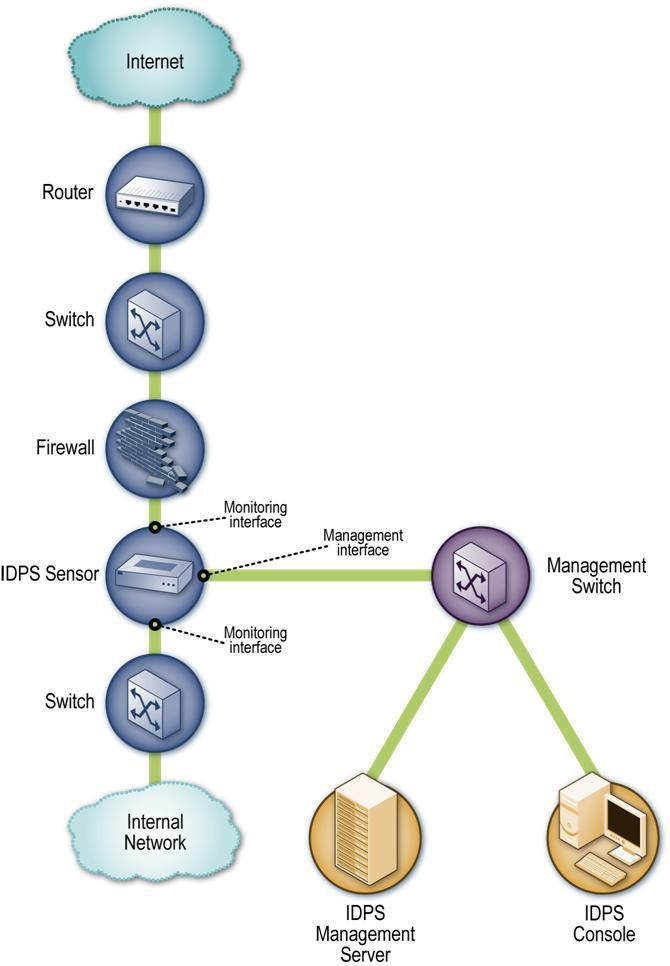 Internet
Router
Switch
Firewall
Monitoring
interface
Management
interface
IDPS Sensor
Management
Switch
Monitoring
interface
Switch
Internal
Network
IDPS
Management
Server
IDPS
Console